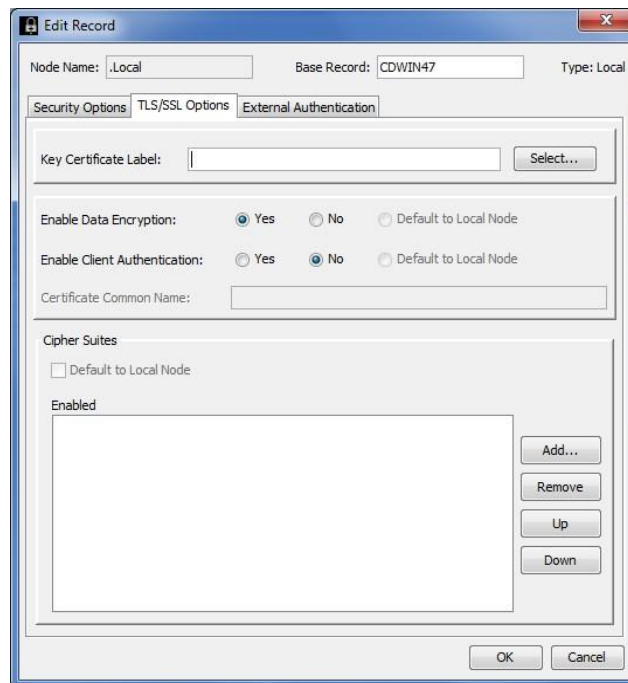 Edit Record
Node Name: .Local Base Record: CDWIN47 Type: Local
Security Options TLS/SSL Options External Authentication
Key Certificate Label: Select...
Enable Data Encryption: Yes No Default to Local Node
Enable Client Authentication: Yes No Default to Local Node
Certificate Common Name:
Cipher Suites
Default to Local Node
Enabled
Add...
Remove
Up
Down
OK Cancel